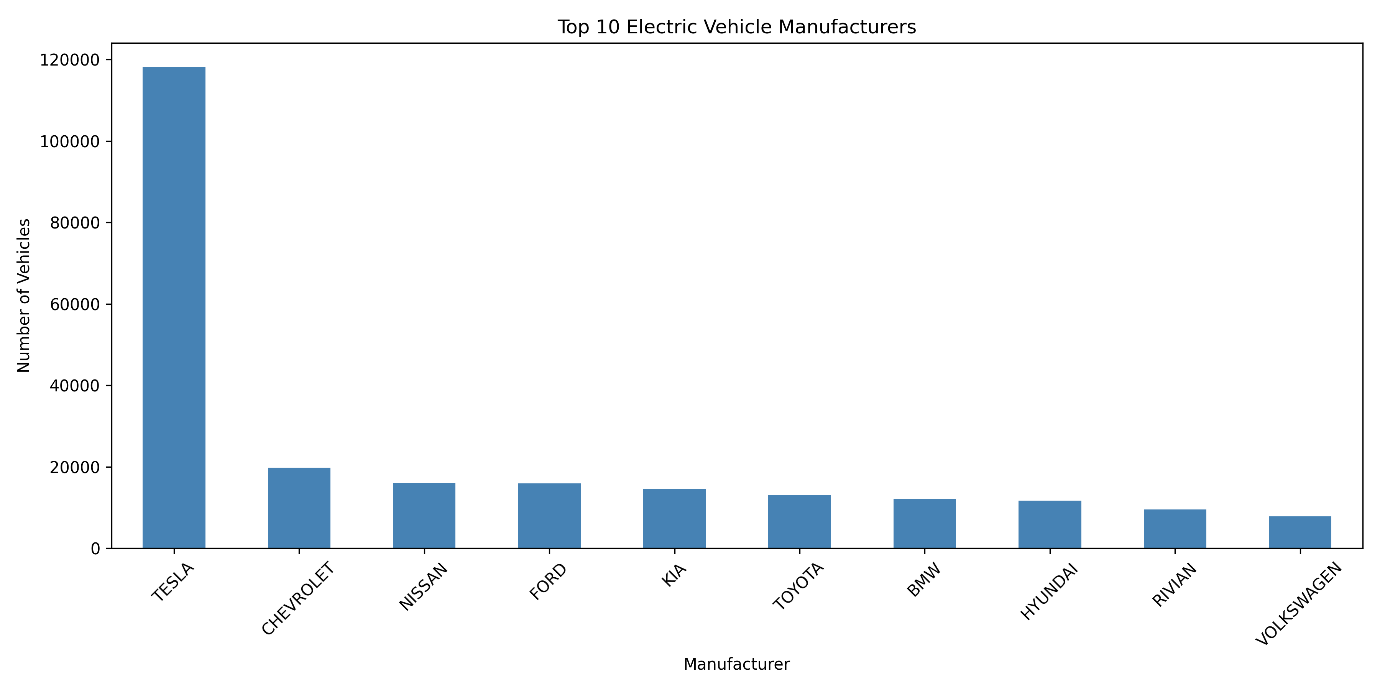 Top 10 Electric Vehicle Manufacturers
Number of Vehicles
120000
100000
80000
60000
40000
20000
0
TESLA
CHEVROLET
NISSAN
FORD
KIA
TOYOTA
BMW
HYUNDAI
RIVIAN
VOLKSWAGEN
Manufacturer